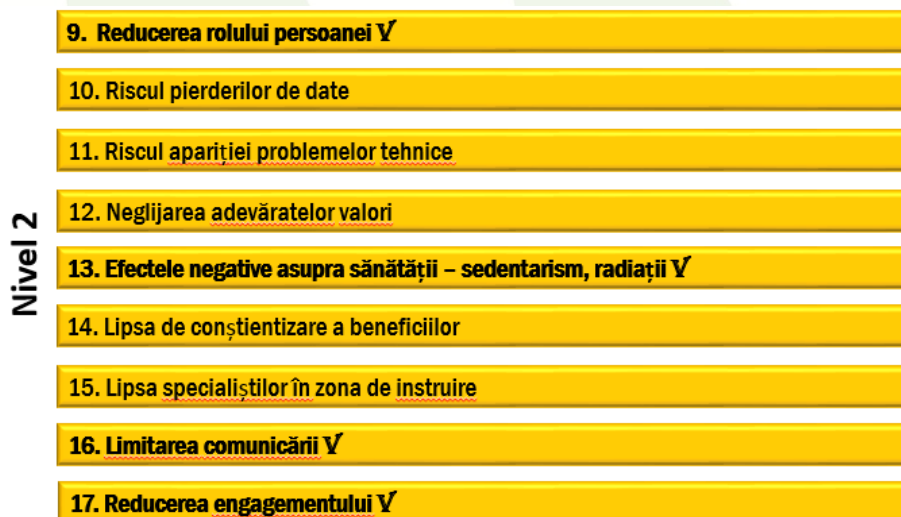 9. Reducerea rolului persoanei V
10. Riscul pierderilor de date
11. Riscul apariției problemelor tehnice
12. Neglijarea adevăratelor valori
Nivel 2
13. Efectele negative asupra sănătății – sedentarism, radiații V
14. Lipsa de conștientizare a beneficiilor
15. Lipsa specialiștilor în zona de instruire
16. Limitarea comunicării V
17. Reducerea engagementului V